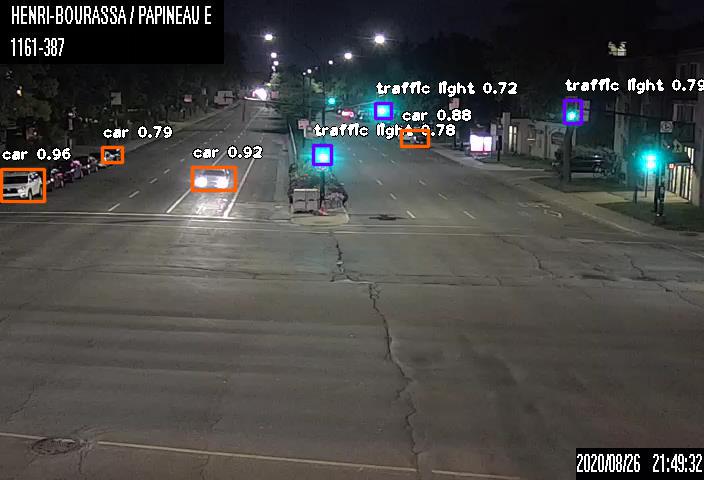 HENRI-BOURASSA / PAPINEAU E
1161-387
traffic light 0.72
traffic light 0.79
car 0.88
traffic light 0.78
car 0.79
car 0.96
car 0.92
2020/08/26 21:49:32